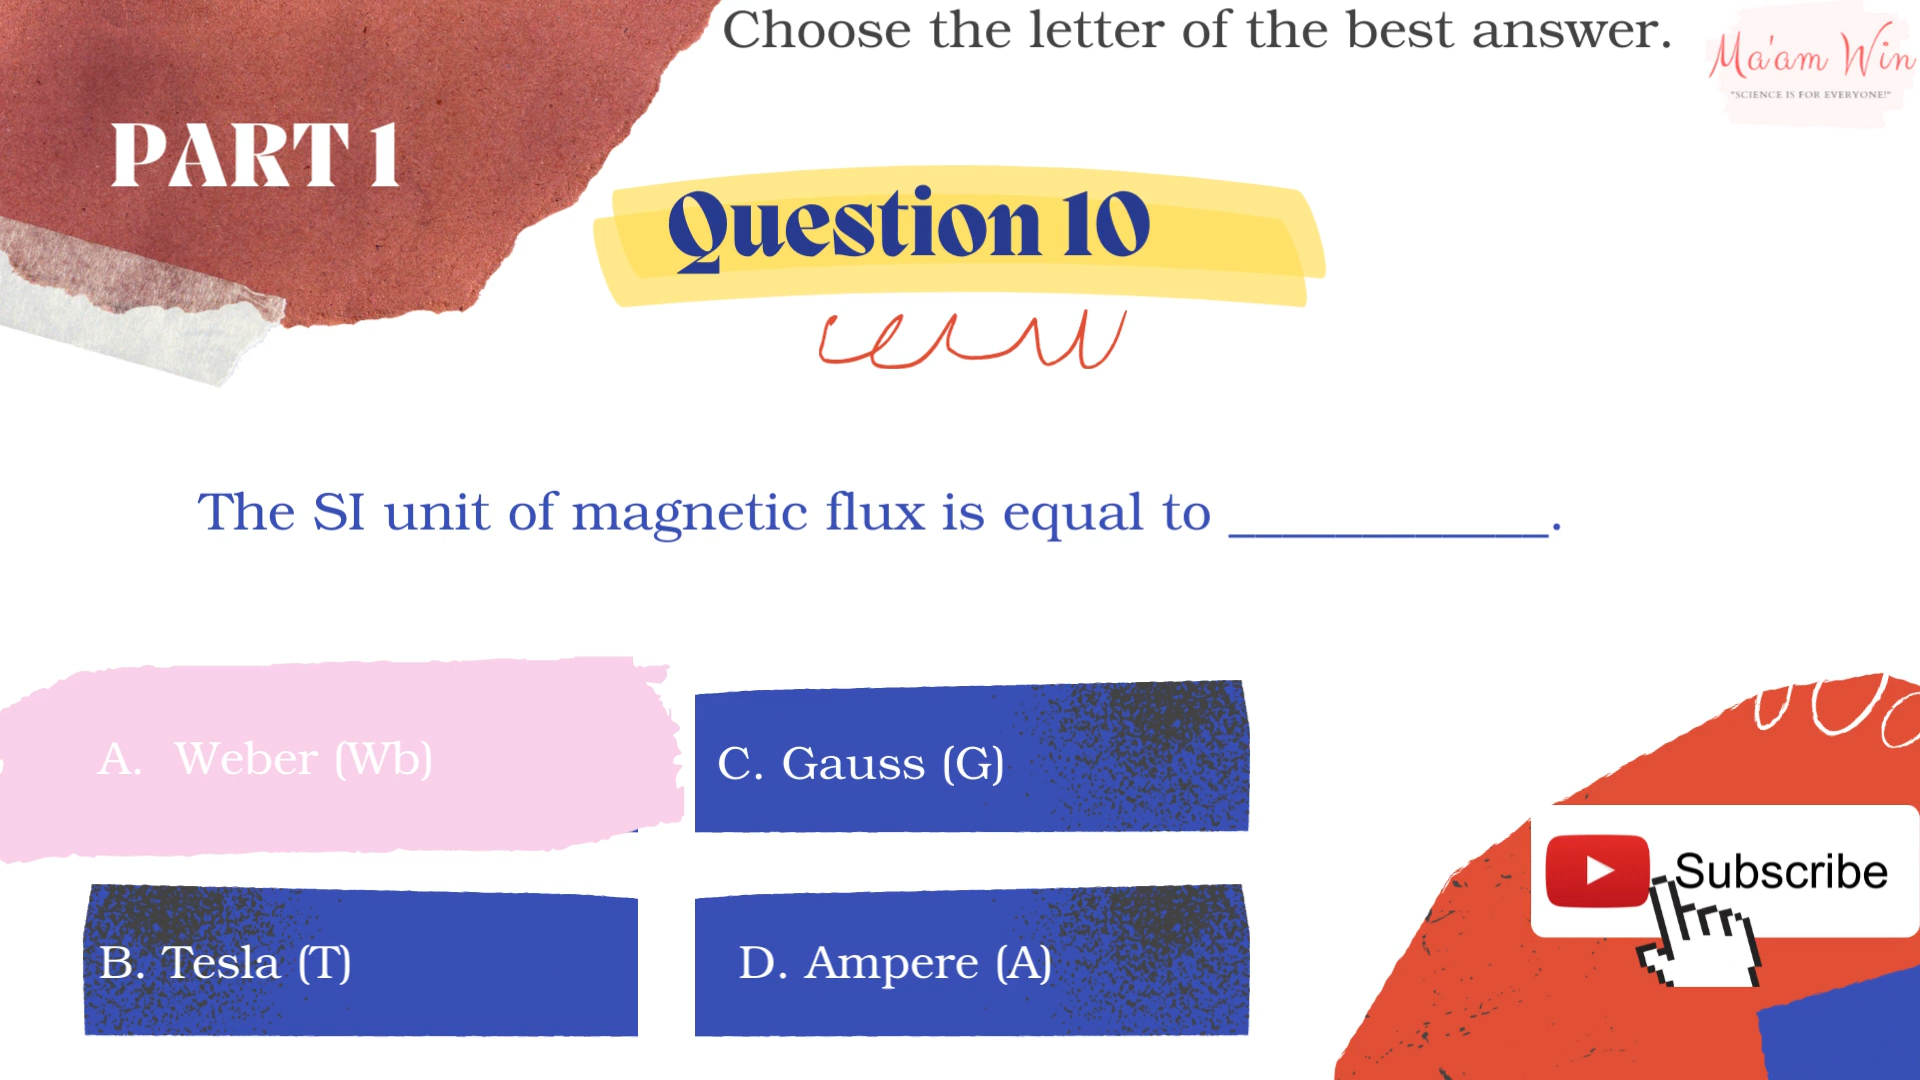 Choose the letter of the best answer.
Ma'am Win
"SCIENCE IS FOR EVERYONE!"
PART 1
Question 10
The SI unit of magnetic flux is equal to ____________.
A. Weber (Wb)
C. Gauss (G)
B. Tesla (T)
D. Ampere (A)
Subscribe